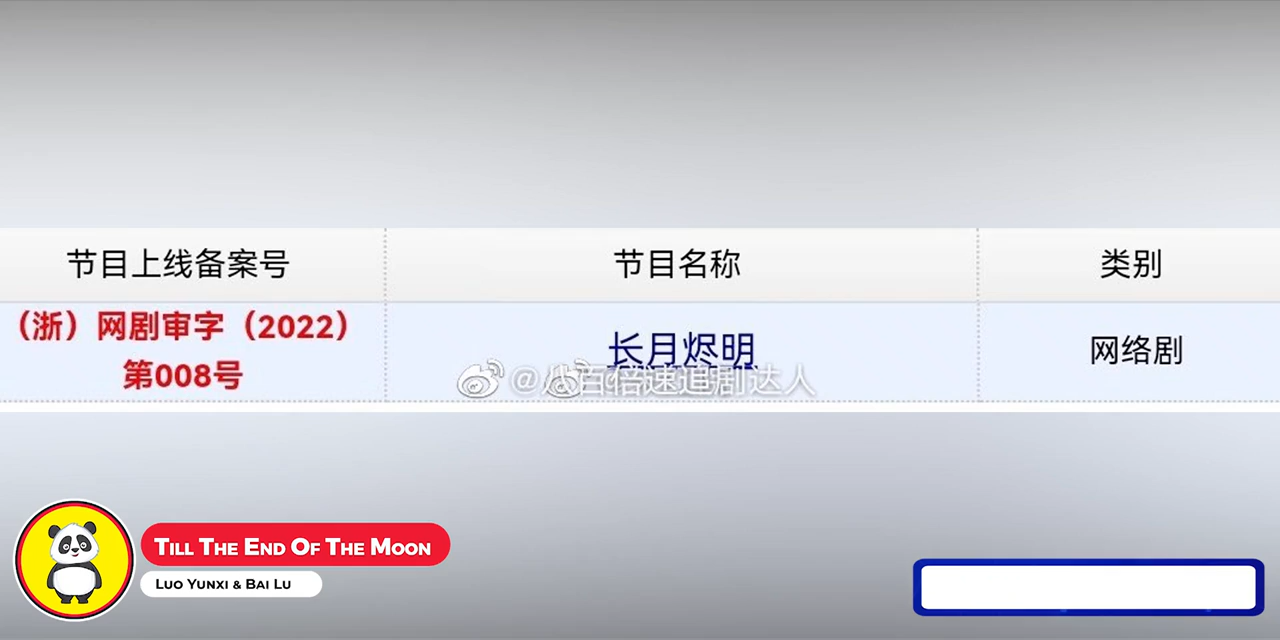 节目上线备案号
节目名称
类别
（浙）网剧审字（2022）
第008号
长月烬明
网络剧
@八百倍速追剧达人
TILL THE END OF THE MOON
LUO YUNXI & BAI LU